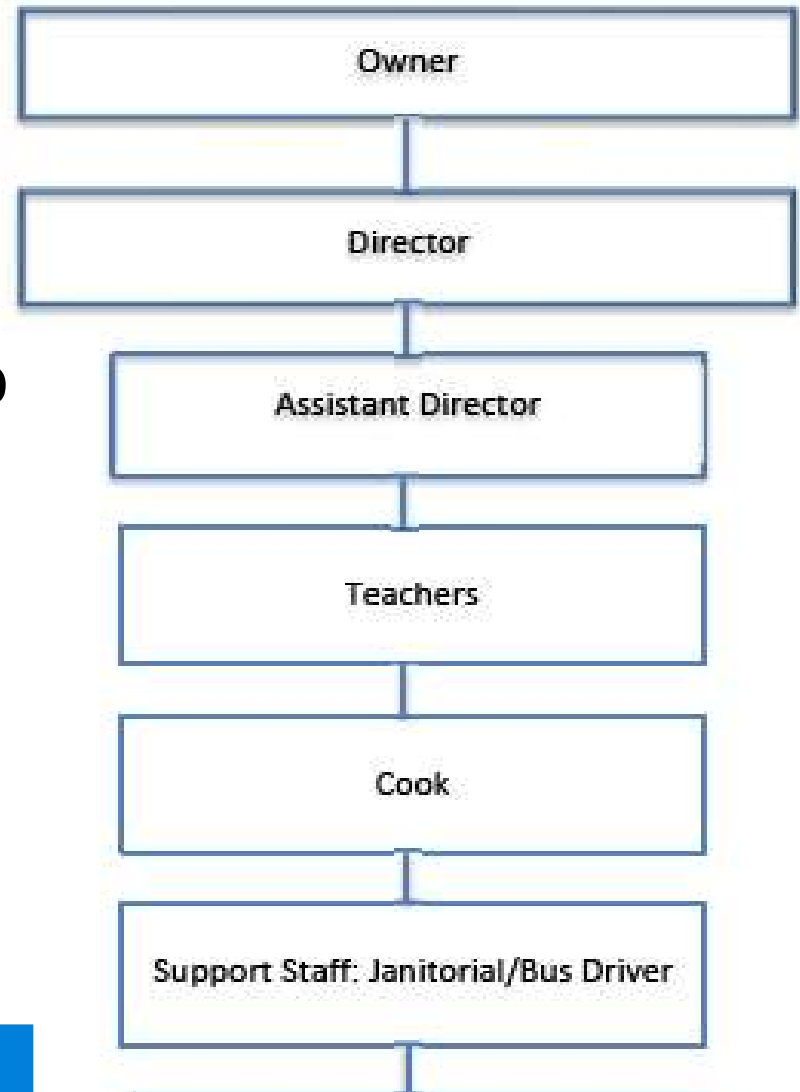 Owner
Director
Assistant Director
Teachers
Cook
Support Staff: Janitorial/Bus Driver